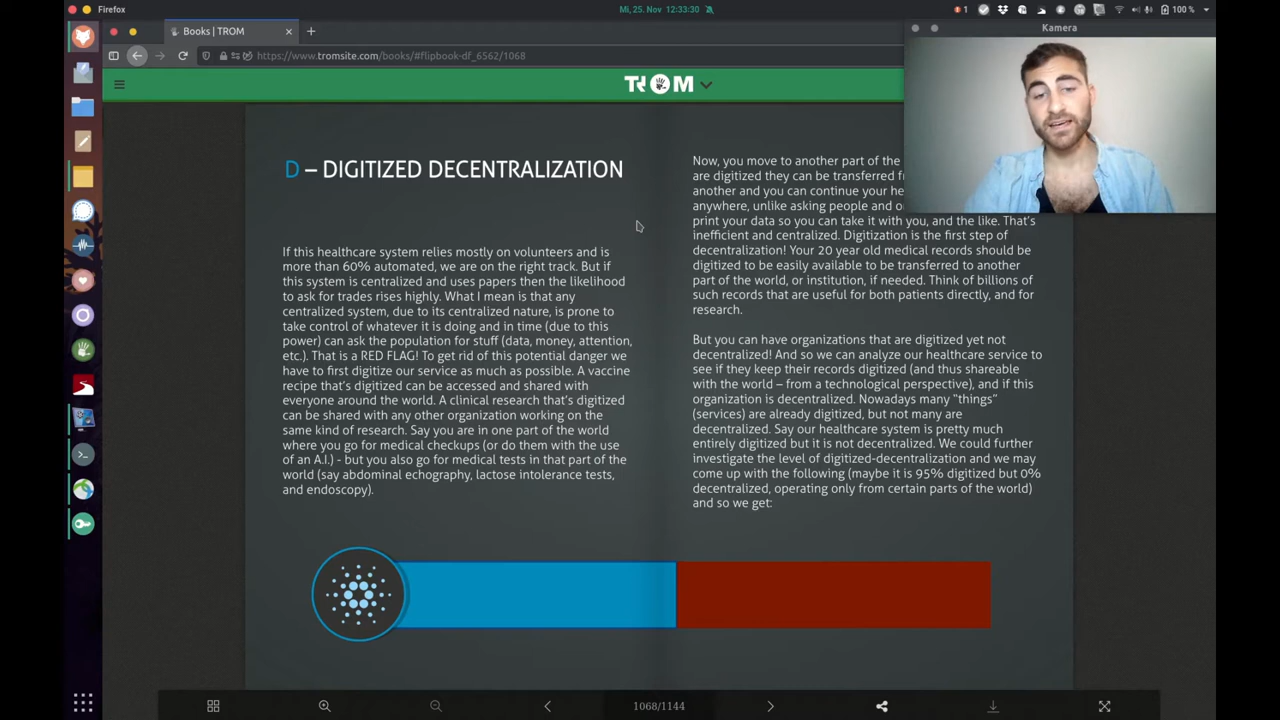 Firefox
Mi, 25. Nov 12:33:30
1
100 %
Kamera
Books | TROM
https://www.tromsite.com/books/#flipbook-df_6562/1068
TROM
D – DIGITIZED DECENTRALIZATION
If this healthcare system relies mostly on volunteers and is
more than 60% automated, we are on the right track. But if
this system is centralized and uses papers then the likelihood
to ask for trades rises highly. What I mean is that any
centralized system, due to its centralized nature, is prone to
take control of whatever it is doing and in time (due to this
power) can ask the population for stuff (data, money, attention,
etc.). That is a RED FLAG! To get rid of this potential danger we
have to first digitize our service as much as possible. A vaccine
recipe that's digitized can be accessed and shared with
everyone around the world. A clinical research that's digitized
can be shared with any other organization working on the
same kind of research. Say you are in one part of the world
where you go for medical checkups (or do them with the use
of an A.I.) - but you also go for medical tests in that part of the
world (say abdominal echography, lactose intolerance tests,
and endoscopy).
Now, you move to another part of the
are digitized they can be transferred
another and you can continue your
anywhere, unlike asking people and
print your data so you can take it with you, and the like. That's
inefficient and centralized. Digitization is the first step of
decentralization! Your 20 year old medical records should be
digitized to be easily available to be transferred to another
part of the world, or institution, if needed. Think of billions of
such records that are useful for both patients directly, and for
research.
But you can have organizations that are digitized yet not
decentralized! And so we can analyze our healthcare service to
see if they keep their records digitized (and thus shareable
with the world – from a technological perspective), and if this
organization is decentralized. Nowadays many “things”
(services) are already digitized, but not many are
decentralized. Say our healthcare system is pretty much
entirely digitized but it is not decentralized. We could further
investigate the level of digitized-decentralization and we may
come up with the following (maybe it is 95% digitized but 0%
decentralized, operating only from certain parts of the world)
and so we get:
1068/1144